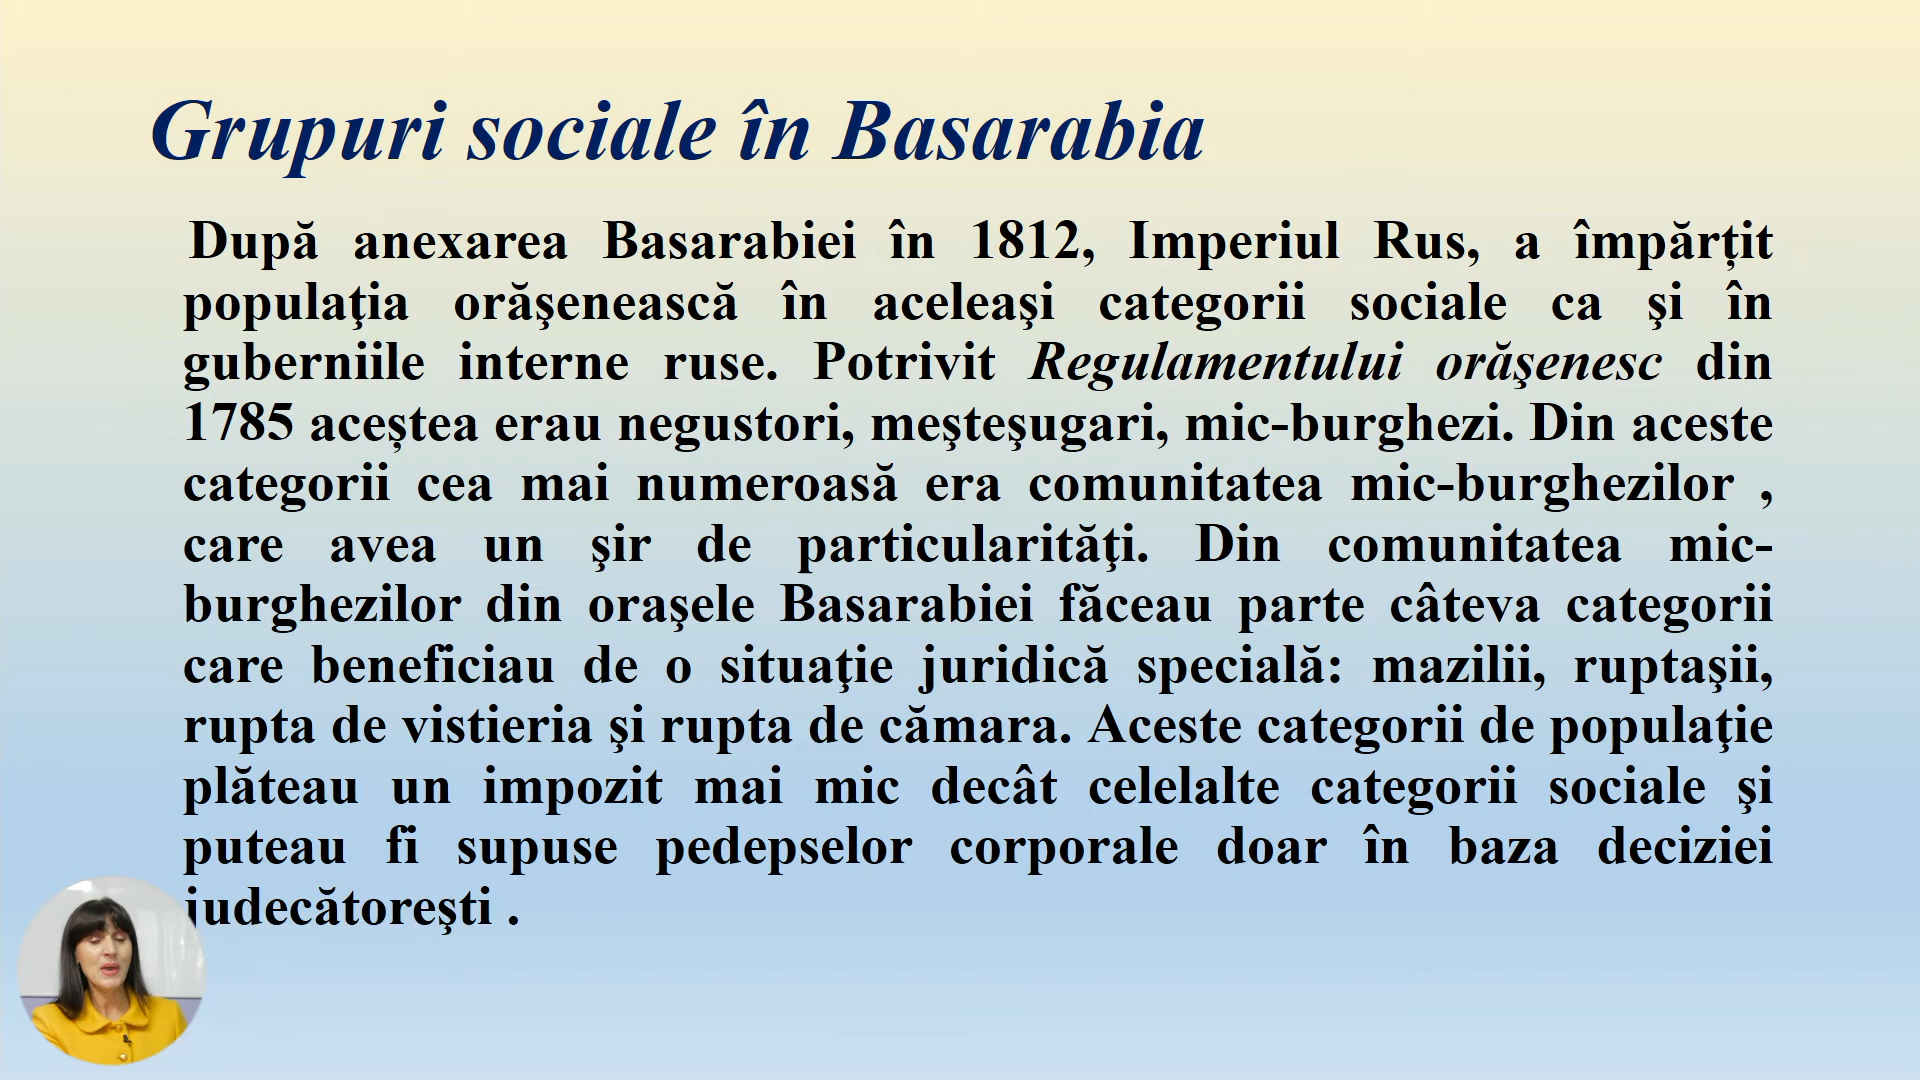 Grupuri sociale în Basarabia
După anexarea Basarabiei în 1812, Imperiul Rus, a împărțit
populaţia orăşenească în aceleaşi categorii sociale ca şi în
guberniile interne ruse. Potrivit Regulamentului orăşenesc din
1785 aceștea erau negustori, meşteşugari, mic-burghezi. Din aceste
categorii cea mai numeroasă era comunitatea mic-burghezilor ,
care avea un şir de particularităţi. Din comunitatea mic-
burghezilor din oraşele Basarabiei făceau parte câteva categorii
care beneficiau de o situaţie juridică specială: mazilii, ruptaşii,
rupta de vistieria şi rupta de cămara. Aceste categorii de populaţie
plăteau un impozit mai mic decât celelalte categorii sociale şi
puteau fi supuse pedepselor corporale doar în baza deciziei
judecătoreşti .